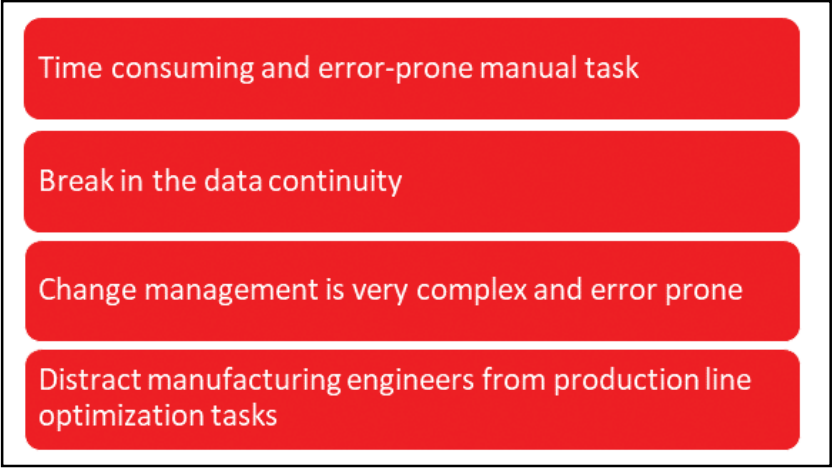 Time consuming and error-prone manual task
Break in the data continuity
Change management is very complex and error prone
Distract manufacturing engineers from production line
optimization tasks